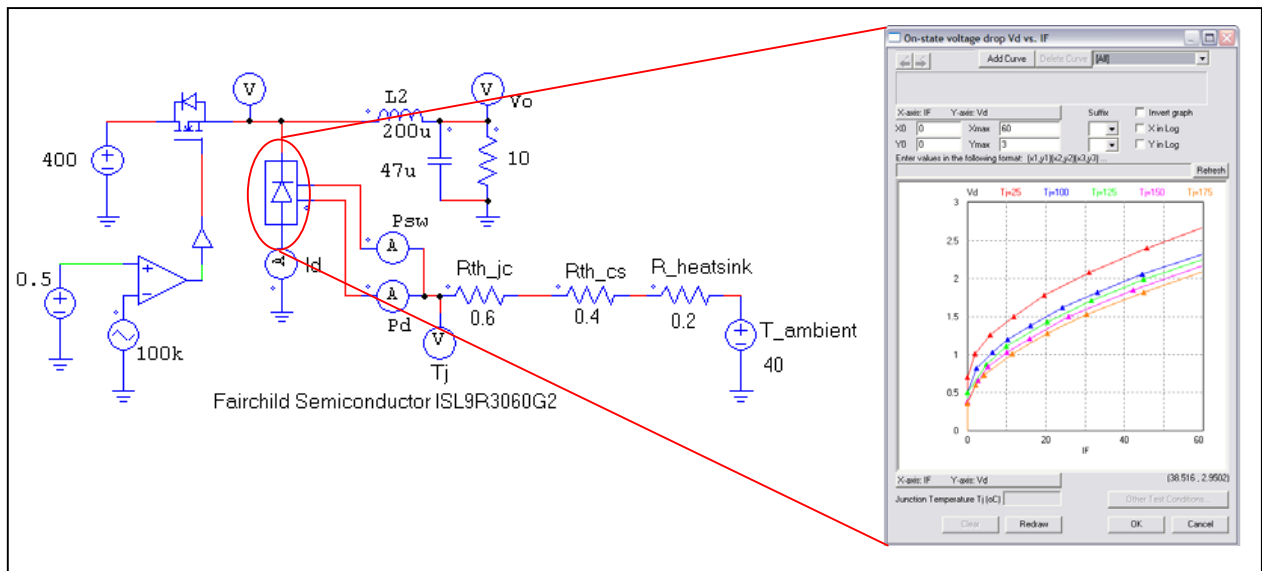 V
L2
V
Vo
200u
400
47u
10
Psw
A
0.5
A
Id
Rth_jc
Rth_cs
R_heatsink
A
Pd
0.6
0.4
0.2
T_ambient
100k
V
40
Tj
Fairchild Semiconductor ISL9R3060G2
On-state voltage drop Vd vs. IF
Add Curve
Delete Curve
[All]
X-axis: IF
Y-axis: Vd
Suffix
Invert graph
X0
0
Xmax
60
X in Log
Y0
0
Ymax
3
Y in Log
Enter values in the following format: (x1,y1)(x2,y2)(x3,y3) ...
Refresh
Vd
Tj=25
Tj=100
Tj=125
Tj=150
Tj=175
3
2.5
2
1.5
1
0.5
0
0
20
40
60
IF
X-axis: IF
Y-axis: Vd
(38.516 , 2.9502)
Junction Temperature Tj (oC)
Other Test Conditions...
Clear
Redraw
OK
Cancel